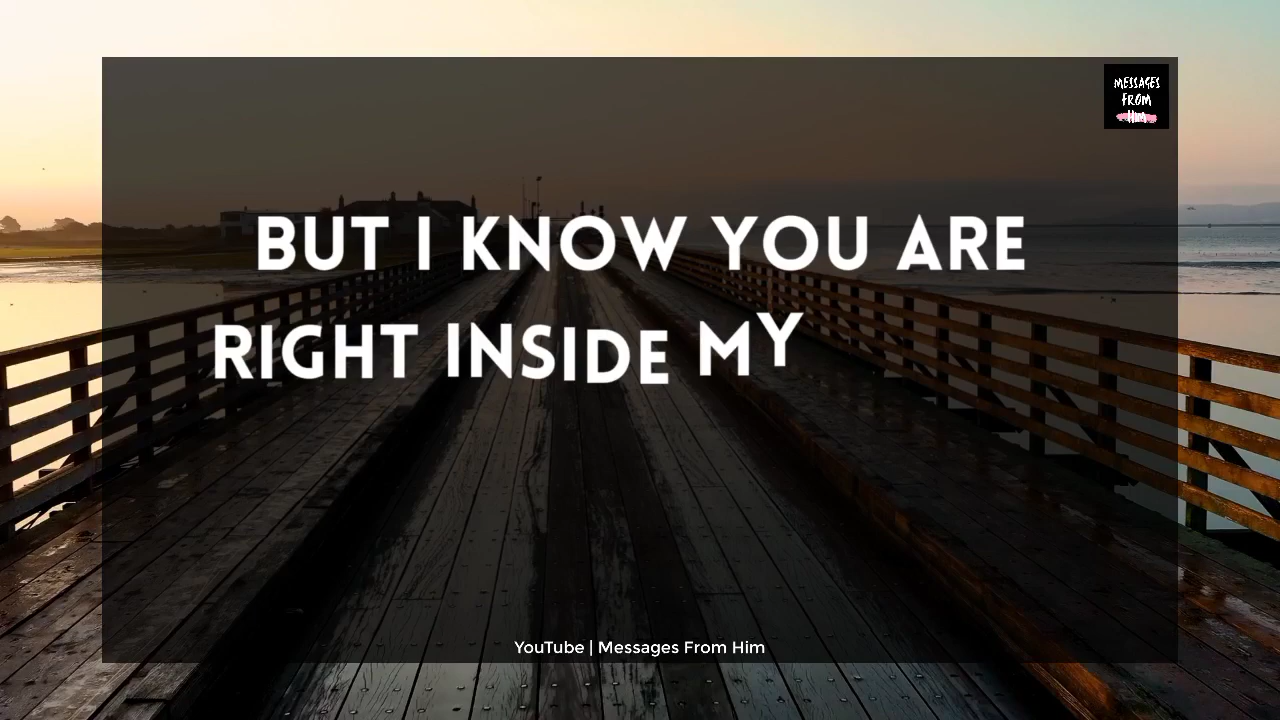 MESSAGES
FROM
HIM
BUT I KNOW YOU ARE
RIGHT INSIDE MY
YouTube | Messages From Him